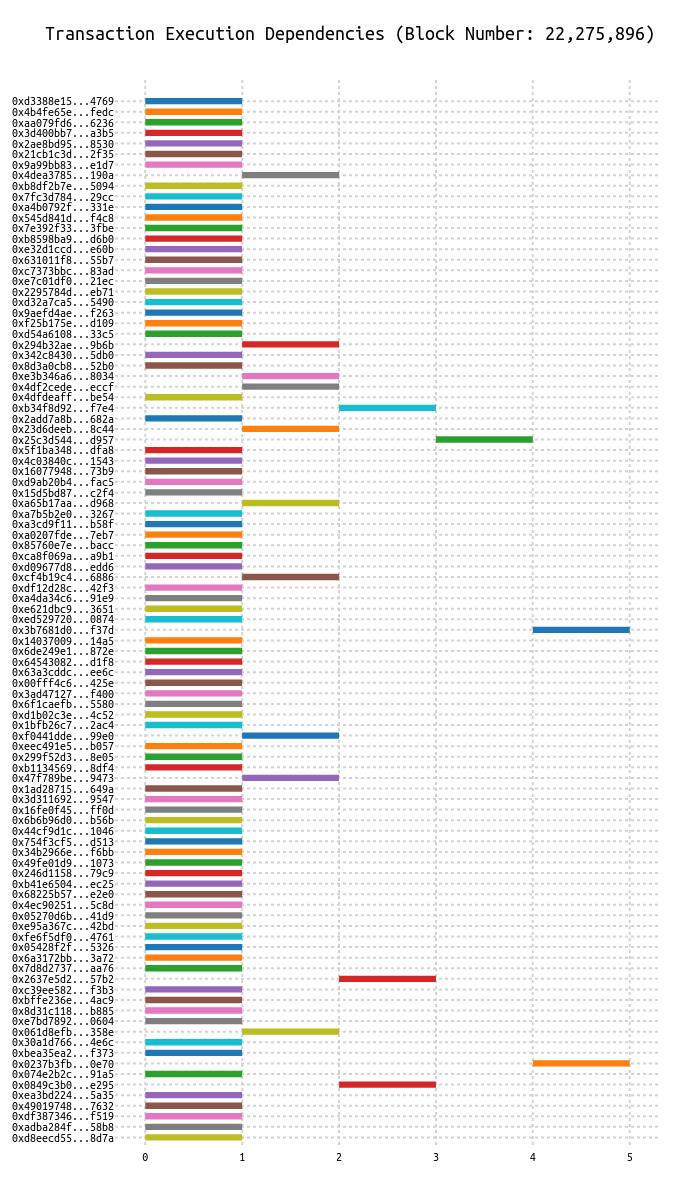 Transaction Execution Dependencies (Block Number: 22,275,896)
0xd3388e15...4769
0x4b4fe65e...fedc
0xaa079fd6...6236
0x3d400bb7...a3b5
0x2ae8bd95...8530
0x21cb1c3d...2f35
0x9a99bb83...e1d7
0x4dea3785...190a
0xb8df2b7e...5094
0x7fc3d784...29cc
0xa4b0792f...331e
0x545d841d...f4c8
0x7e392f33...3fbe
0xb8598ba9...d6b0
0xe32d1ccd...e60b
0x631011f8...55b7
0xc7373bbc...83ad
0xe7c01df0...21ec
0x2295784d...eb71
0xd32a7ca5...5490
0x9aefd4ae...f263
0xf25b175e...d109
0xd54a6108...33c5
0x294b32ae...9b6b
0x342c8430...5db0
0x8d3a0cb8...52b0
0xe3b346a6...8034
0x4df2cede...eccf
0x4dfdeaff...be54
0xb34f8d92...f7e4
0x2add7a8b...682a
0x23d6deeb...8c44
0x25c3d544...d957
0x5f1ba348...dfa8
0x4c03840c...1543
0x16077948...73b9
0xd9ab20b4...fac5
0x15d5bd87...c2f4
0xa65b17aa...d968
0xa7b5b2e0...3267
0xa3cd9f11...b58f
0xa0207fde...7eb7
0x85760e7e...bacc
0xca8f069a...a9b1
0xd09677d8...edd6
0xcf4b19c4...6886
0xdf12d28c...42f3
0xa4da34c6...91e9
0xe621dbc9...3651
0xed529720...0874
0x3b7681d0...f37d
0x14037009...14a5
0x6de249e1...872e
0x64543082...d1f8
0x63a3cddc...ee6c
0x00fff4c6...425e
0x3ad47127...f400
0x6f1caefb...5580
0xd1b02c3e...4c52
0x1bfb26c7...2ac4
0xf0441dde...99e0
0xeec491e5...b057
0x299f52d3...8e05
0xb1134569...8df4
0x47f789be...9473
0x1ad28715...649a
0x3d311692...9547
0x16fe0f45...ff0d
0x6b6b96d0...b56b
0x44cf9d1c...1046
0x754f3cf5...d513
0x34b2966e...f6bb
0x49fe01d9...1073
0x246d1158...79c9
0xb41e6504...ec25
0x68225b57...e2e0
0x4ec90251...5c8d
0x05270d6b...41d9
0xe95a367c...42bd
0xfe6f5df0...4761
0x05428f2f...5326
0x6a3172bb...3a72
0x7d8d2737...aa76
0x2637e5d2...57b2
0xc39ee582...f3b3
0xbffe236e...4ac9
0x8d31c118...b885
0xe7bd7892...0604
0x061d8efb...358e
0x30a1d766...4e6c
0xbea35ea2...f373
0x0237b3fb...0e70
0x074e2b2c...91a5
0x0849c3b0...e295
0xea3bd224...5a35
0x49019748...7632
0xdf387346...f519
0xadba284f...58b8
0xd8eecd55...8d7a
0 1 2 3 4 5